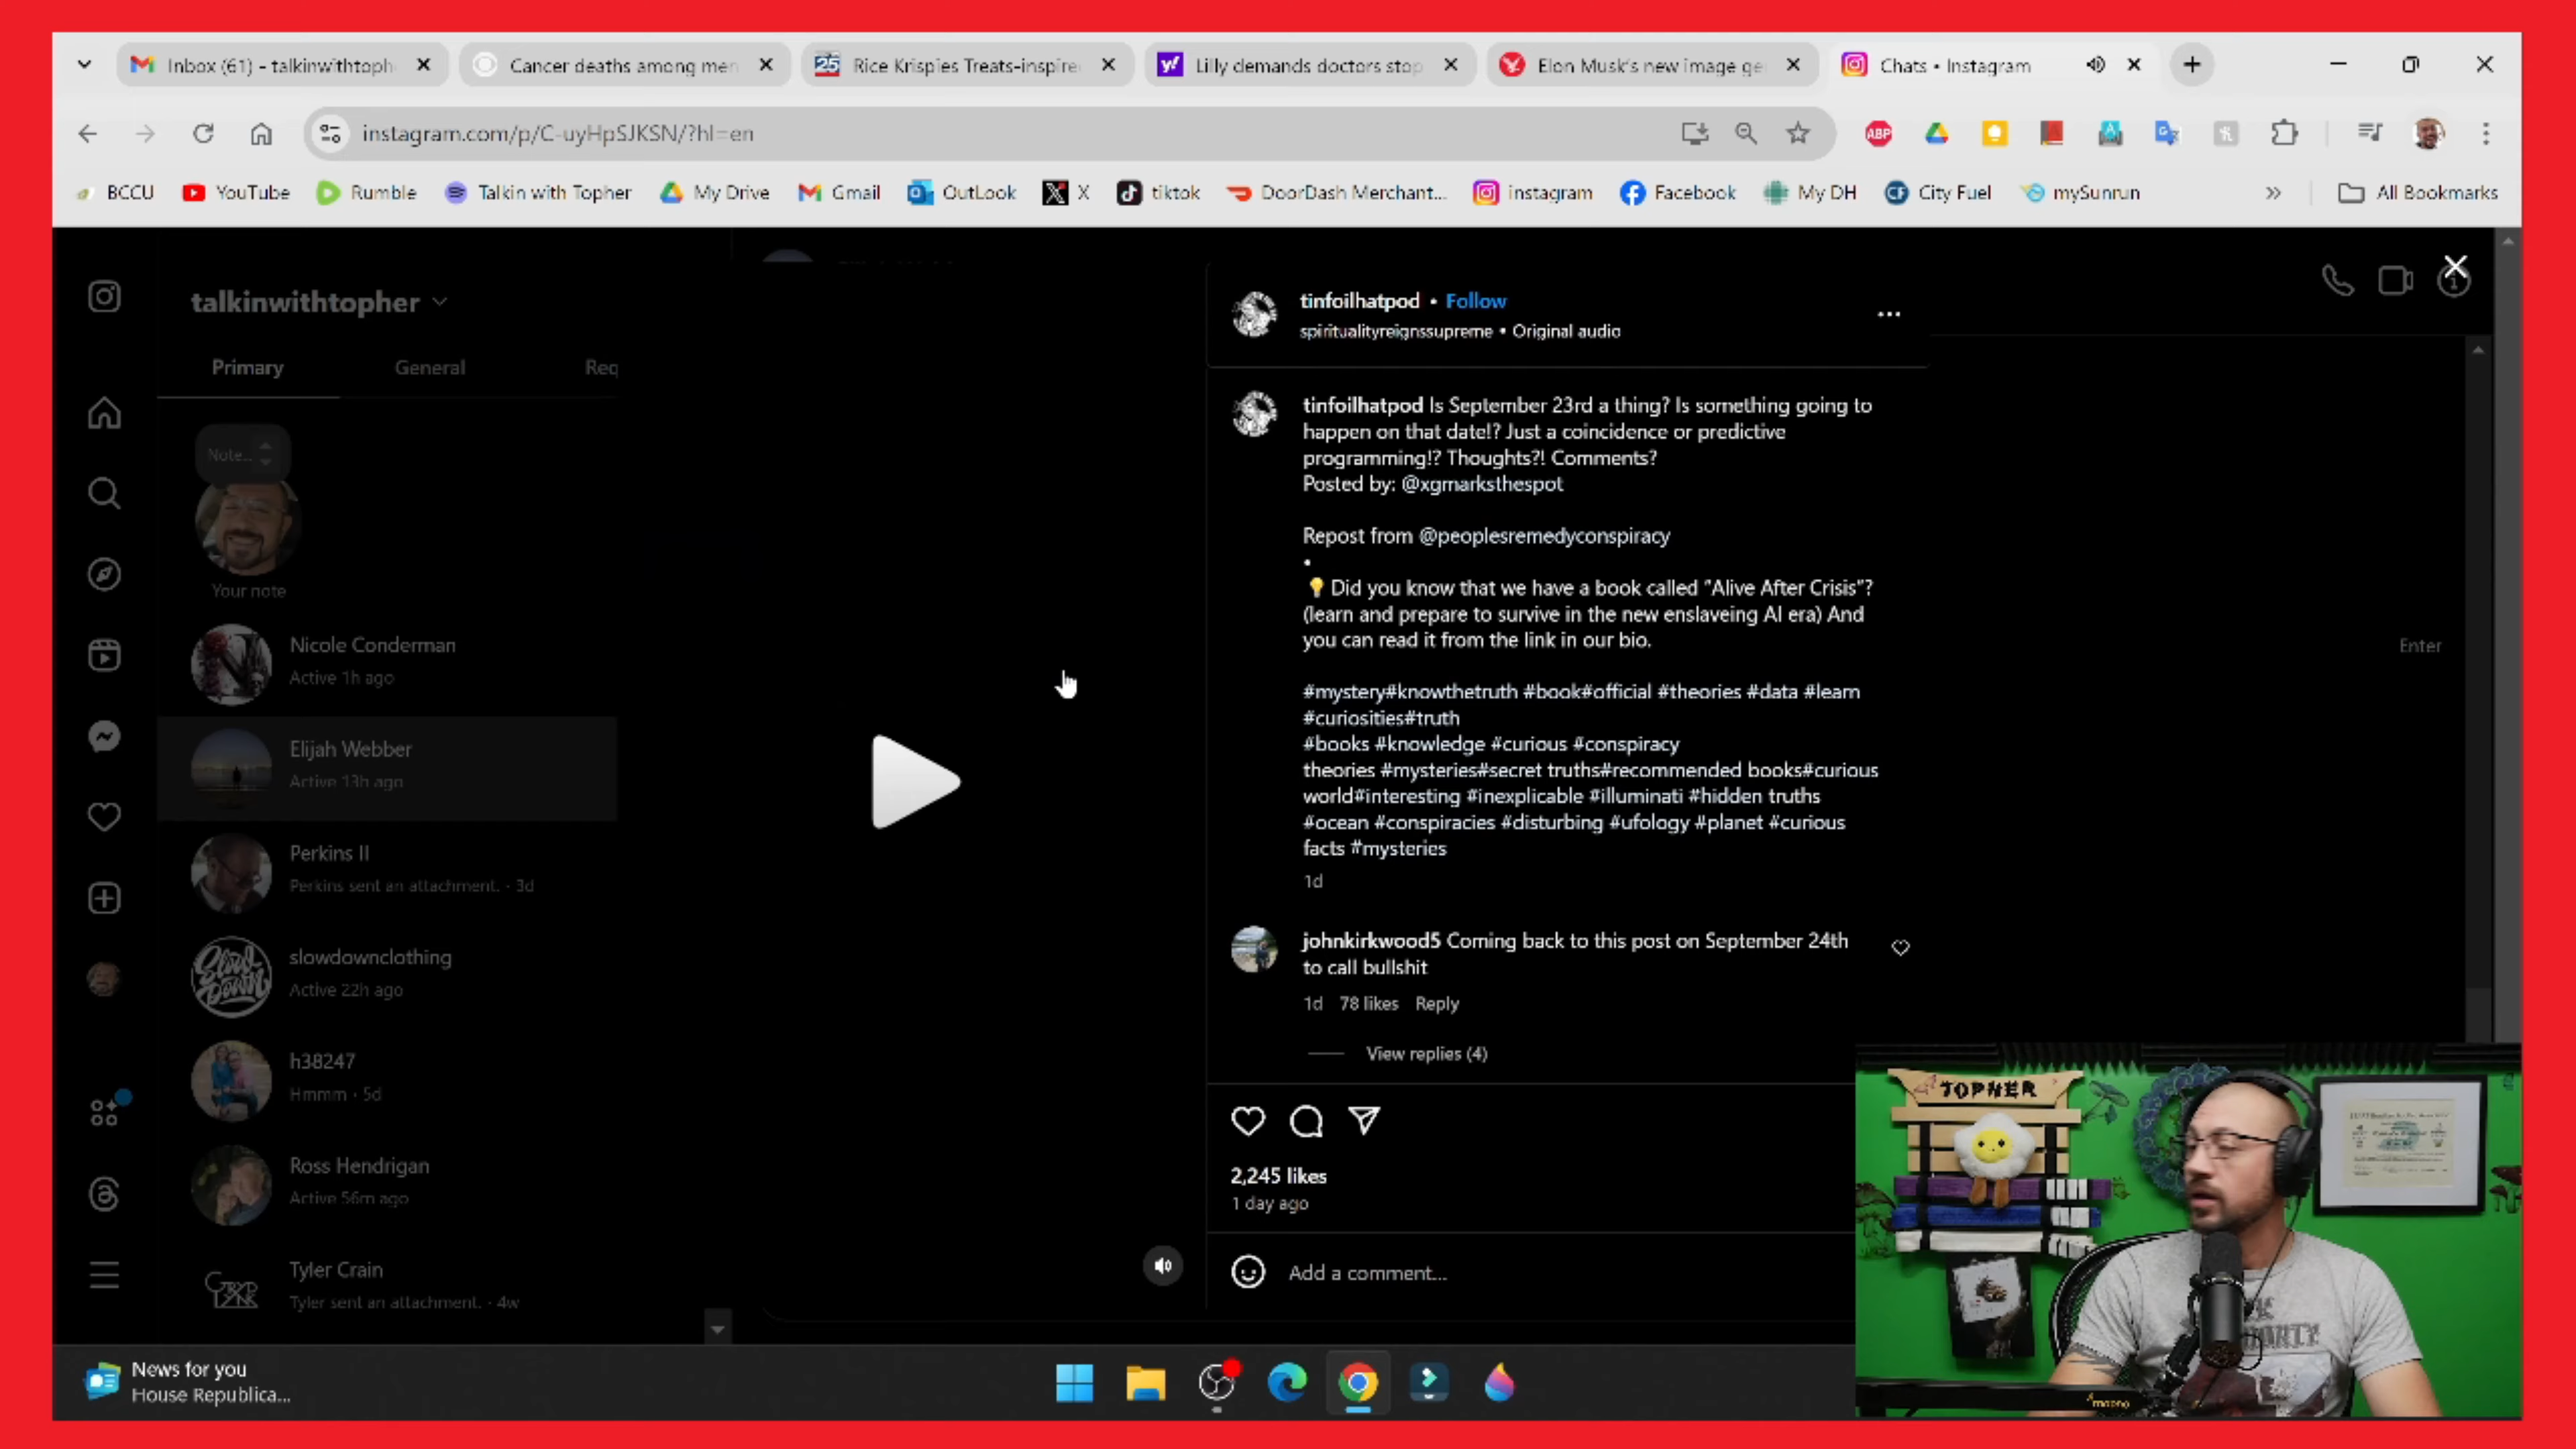 Inbox (61) - talkinwithtoph
Cancer deaths among men
Rice Krispies Treats-inspire
Lilly demands doctors stop
Elon Musk's new image ge
Chats • Instagram
instagram.com/p/C-uyHpSJKSN/?hl=en
ABP
BCCU
YouTube
Rumble
Talkin with Topher
My Drive
Gmail
OutLook
X
tiktok
DoorDash Merchant...
instagram
Facebook
My DH
City Fuel
mySunrun
All Bookmarks
talkinwithtopher
Primary
General
Req
Note...
Your note
Nicole Conderman
Active 1h ago
Elijah Webber
Active 13h ago
Perkins II
Perkins sent an attachment. · 3d
slowdownclothing
Active 22h ago
h38247
Hmmm · 5d
Ross Hendrigan
Active 56m ago
Tyler Crain
Tyler sent an attachment. · 4w
tinfoilhatpod • Follow
spiritualityreignssupreme • Original audio
tinfoilhatpod Is September 23rd a thing? Is something going to
happen on that date!? Just a coincidence or predictive
programming!? Thoughts?! Comments?
Posted by: @xgmarksthespot
Repost from @peoplesremedyconspiracy
•
💡 Did you know that we have a book called "Alive After Crisis"?
(learn and prepare to survive in the new enslaveing AI era) And
you can read it from the link in our bio.
#mystery#knowthetruth #book#official #theories #data #learn
#curiosities#truth
#books #knowledge #curious #conspiracy
theories #mysteries#secret truths#recommended books#curious
world#interesting #inexplicable #illuminati #hidden truths
#ocean #conspiracies #disturbing #ufology #planet #curious
facts #mysteries
1d
johnkirkwood5 Coming back to this post on September 24th
to call bullshit
1d 78 likes Reply
View replies (4)
2,245 likes
1 day ago
Add a comment...
Enter
TOPHER
maono
News for you
House Republica...